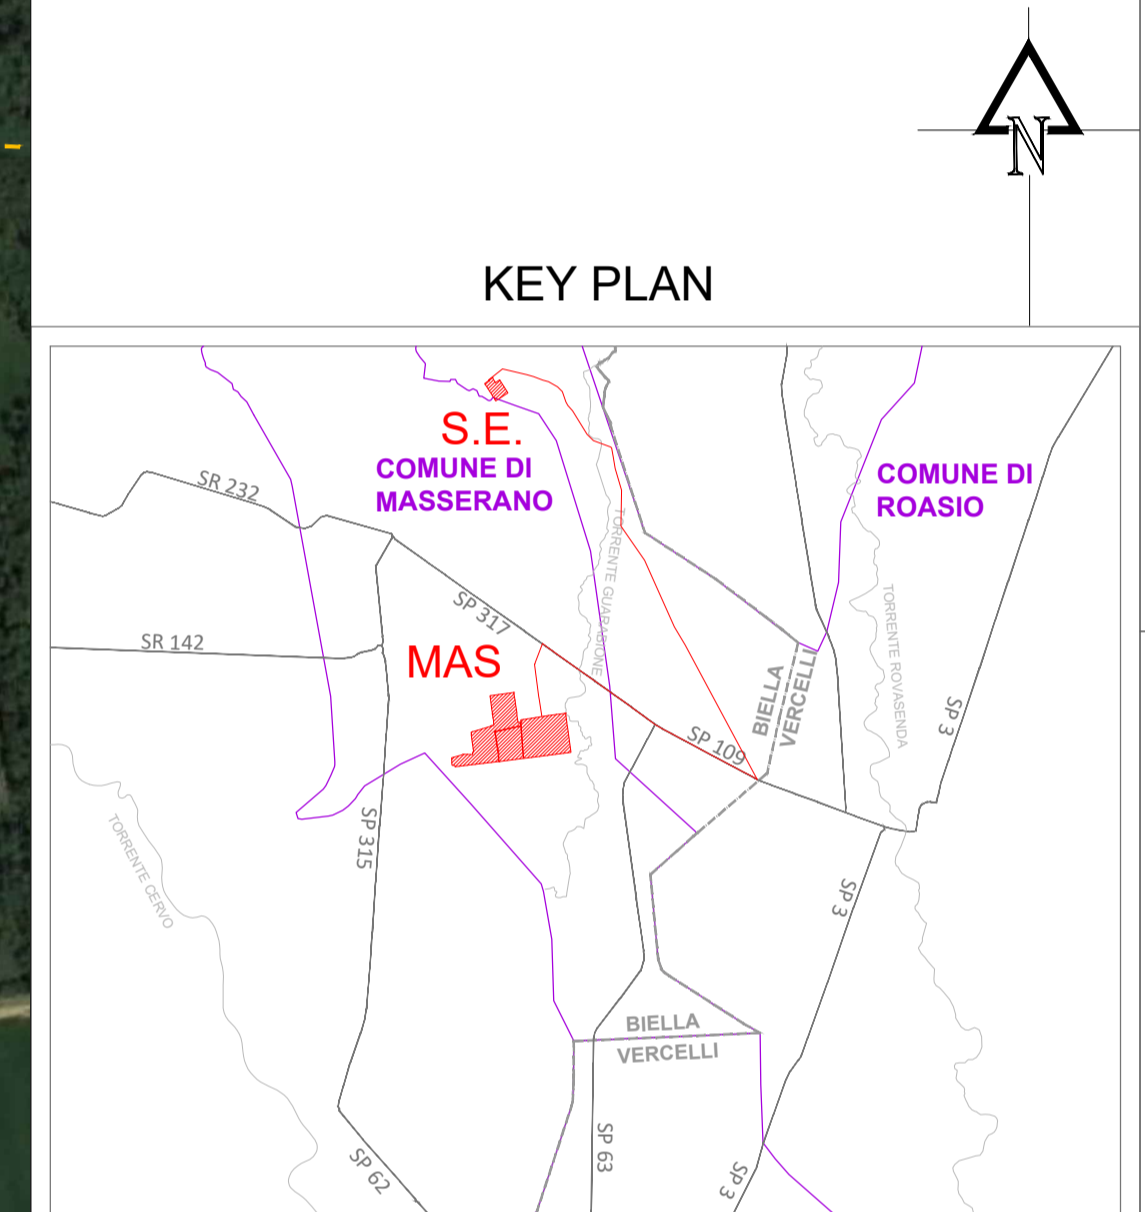 N
KEY PLAN
S.E.
COMUNE DI
MASSERANO
COMUNE DI
ROASIO
SR 232
TORRENTE GUARABIONE
SP 317
TORRENTE ROVASENDA
SR 142
MAS
BIELLA
VERCELLI
SP 3
SP 109
SP 315
TORRENTE CERVO
SP 3
BIELLA
VERCELLI
SP 63
SP 62
SP 3